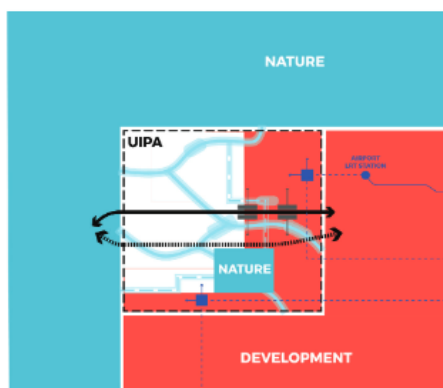 NATURE
UIPA
AIRPORT
LRT STATION
NATURE
DEVELOPMENT